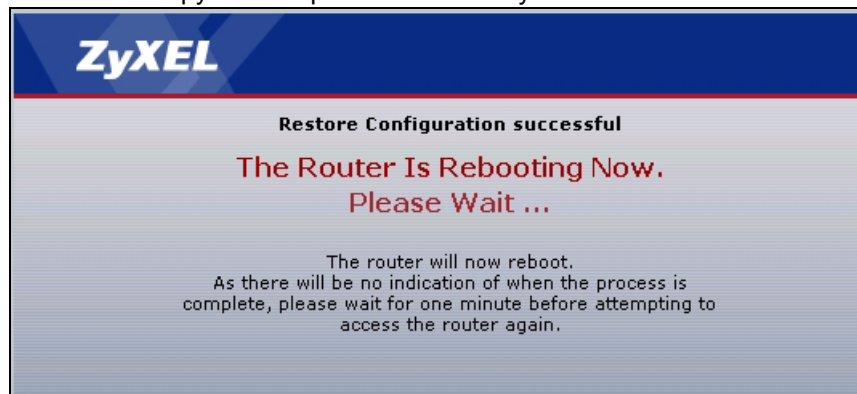 ZyXEL
Restore Configuration successful
The Router Is Rebooting Now.
Please Wait ...
The router will now reboot.
As there will be no indication of when the process is
complete, please wait for one minute before attempting to
access the router again.